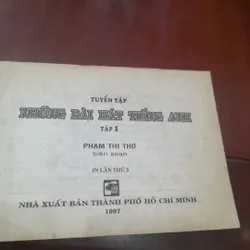 TUYỂN TẬP
NHỮNG BÀI HÁT TIẾNG ANH
TẬP 1
PHẠM THỊ THƠ
biên soạn
IN LẦN THỨ 3
NHÀ XUẤT BẢN THÀNH PHỐ HỒ CHÍ MINH
1997